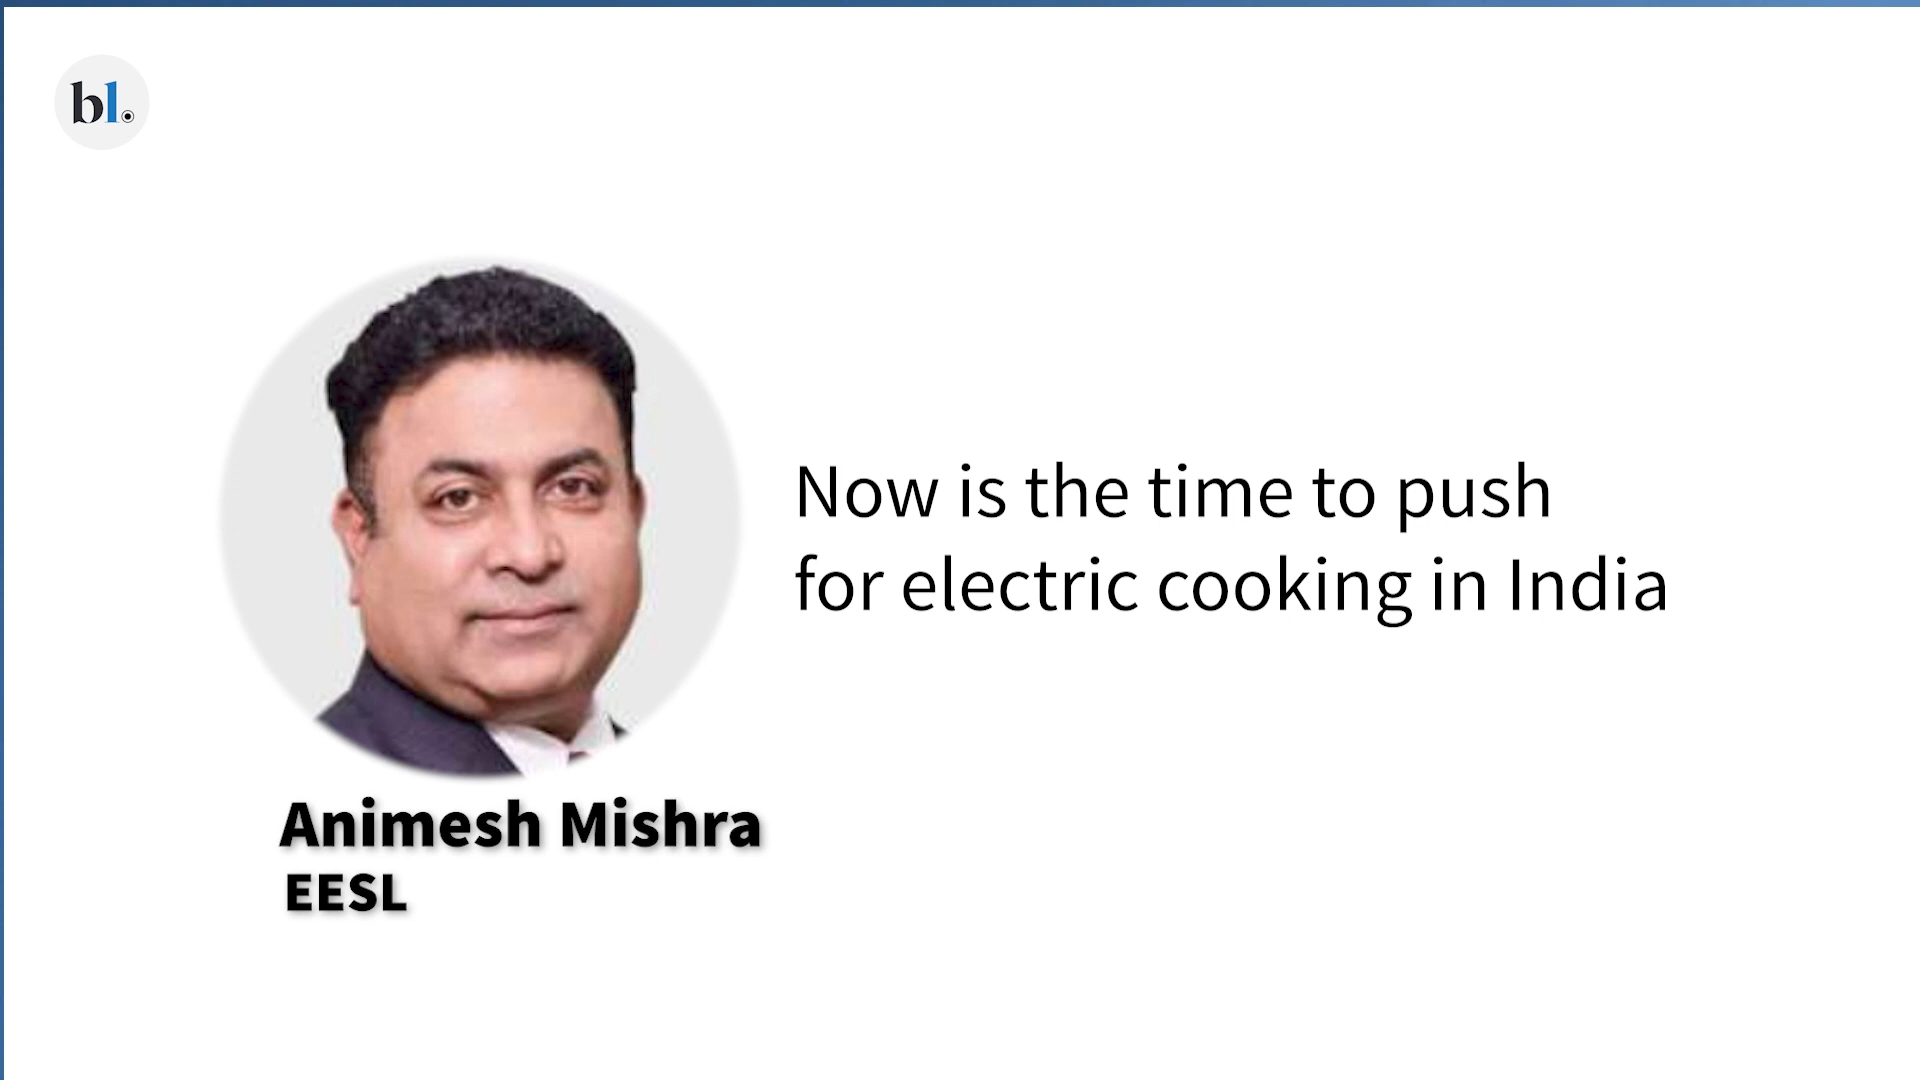 bl.
Now is the time to push
for electric cooking in India
Animesh Mishra
EESL